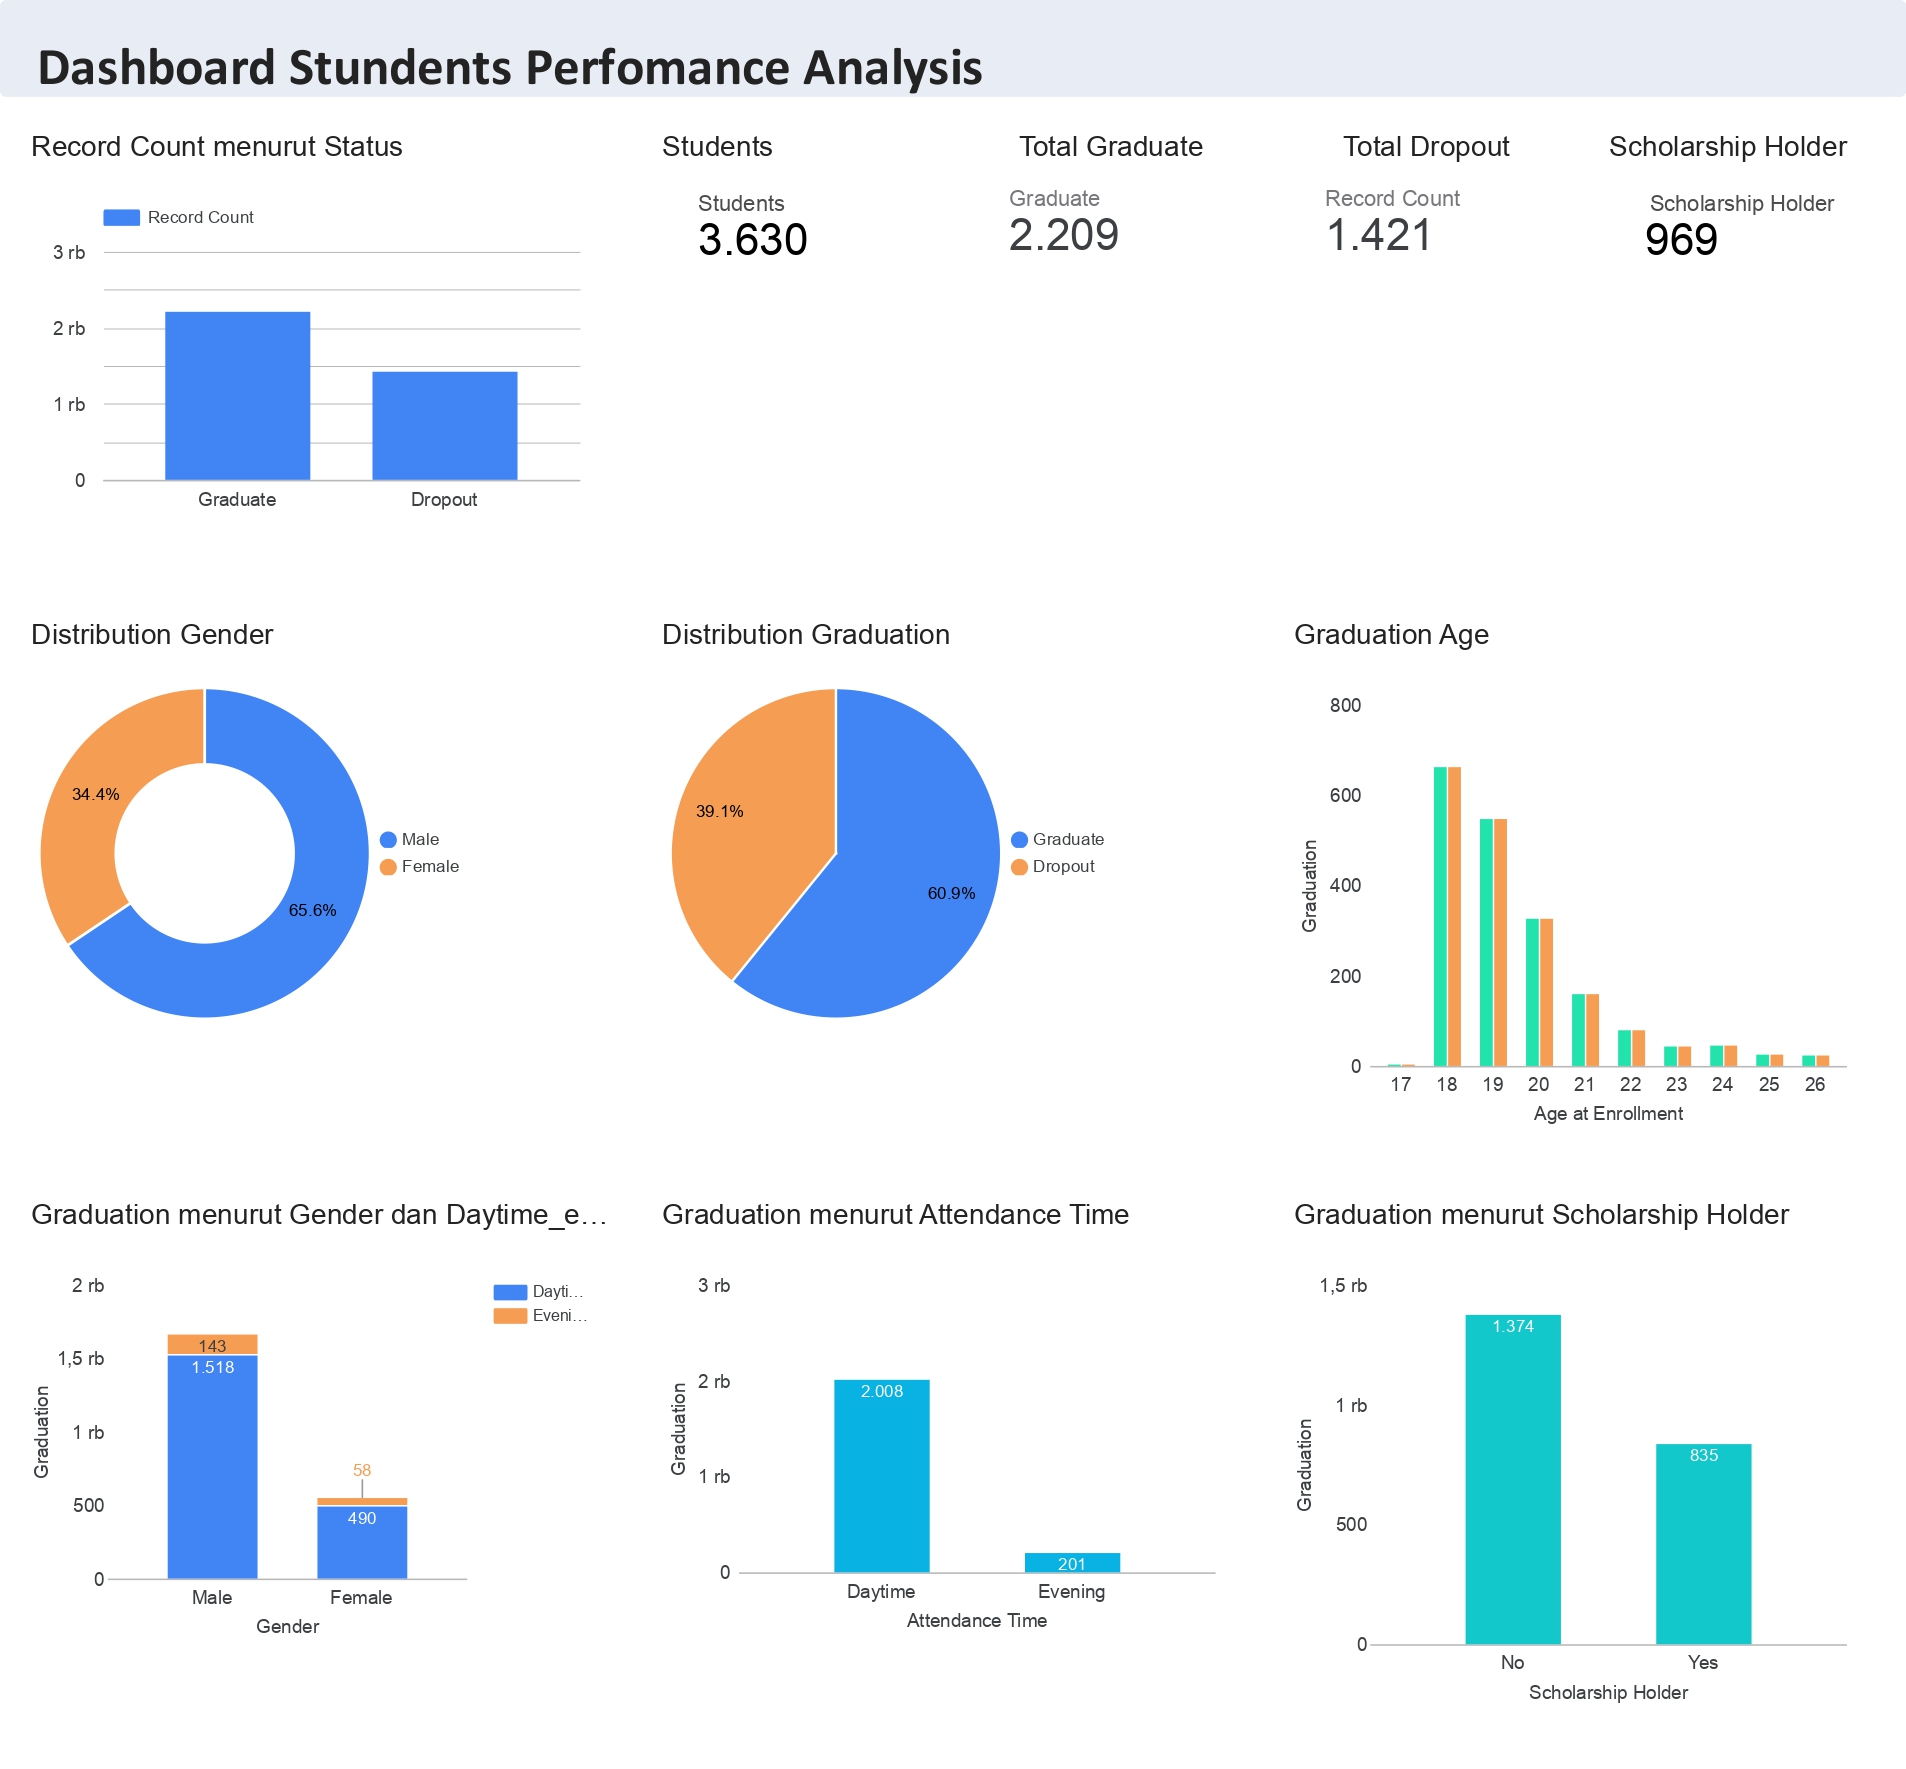 Dashboard Stundents Perfomance Analysis
Record Count menurut Status
Record Count
3 rb
2 rb
1 rb
0
Graduate
Dropout
Students
Students
3.630
Total Graduate
Graduate
2.209
Total Dropout
Record Count
1.421
Scholarship Holder
Scholarship Holder
969
Distribution Gender
34.4%
65.6%
Male
Female
Distribution Graduation
39.1%
60.9%
Graduate
Dropout
Graduation Age
800
600
400
200
0
Graduation
17 18 19 20 21 22 23 24 25 26
Age at Enrollment
Graduation menurut Gender dan Daytime_e…
2 rb
1,5 rb
1 rb
500
0
Graduation
Dayti…
Eveni…
143
1.518
58
490
Male
Female
Gender
Graduation menurut Attendance Time
3 rb
2 rb
1 rb
0
Graduation
2.008
201
Daytime
Evening
Attendance Time
Graduation menurut Scholarship Holder
1,5 rb
1 rb
500
0
Graduation
1.374
835
No
Yes
Scholarship Holder